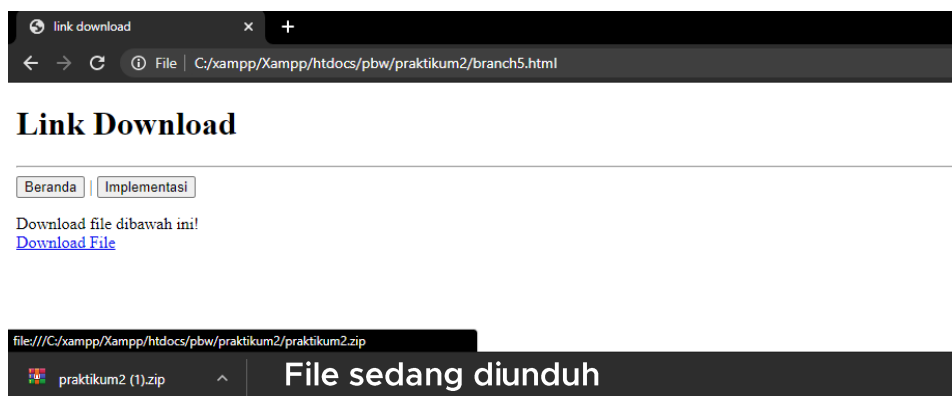 link download
File | C:/xampp/Xampp/htdocs/pbw/praktikum2/branch5.html
Link Download
Beranda | Implementasi
Download file dibawah ini!
Download File
file:///C:/xampp/Xampp/htdocs/pbw/praktikum2/praktikum2.zip
praktikum2 (1).zip
File sedang diunduh